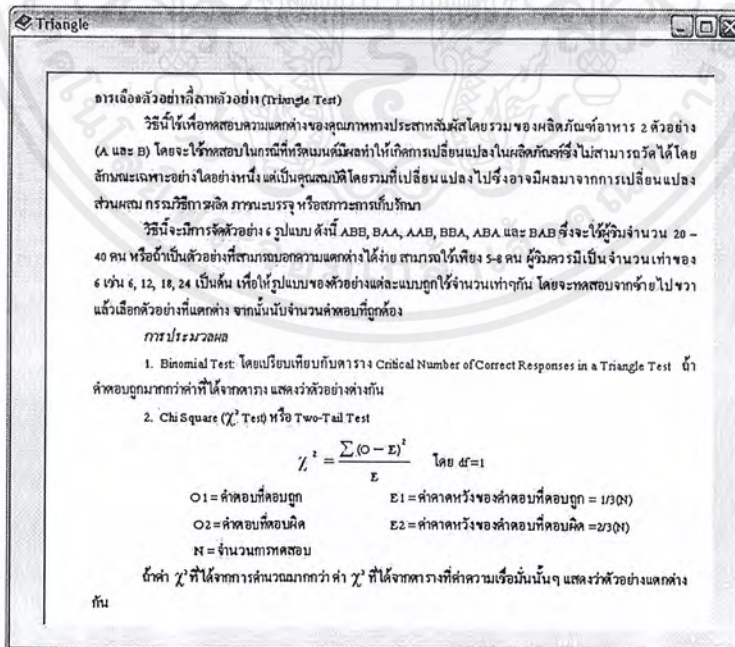 Triangle
การเลือกตัวอย่างที่สามตัวอย่าง (Triangle Test)
วิธีนี้ใช้เพื่อทดสอบความแตกต่างของคุณภาพทางประสาทสัมผัสโดยรวมของผลิตภัณฑ์อาหาร 2 ตัวอย่าง
(A และ B) โดยจะใช้ทดสอบในกรณีที่ทรีตเมนต์มีผลทำให้เกิดการเปลี่ยนแปลงในผลิตภัณฑ์ซึ่งไม่สามารถวัดได้โดย
ลักษณะเฉพาะอย่างใดอย่างหนึ่ง แต่เป็นคุณสมบัติโดยรวมที่เปลี่ยนแปลงไปซึ่งอาจมีผลมาจากการเปลี่ยนแปลง
ส่วนผสม กรรมวิธีการผลิต ภาชนะบรรจุ หรือสภาวะการเก็บรักษา
วิธีนี้จะมีการจัดตัวอย่าง 6 รูปแบบ ดังนี้ ABB, BAA, AAB, BBA, ABA และ BAB ซึ่งจะใช้ผู้ชิมจำนวน 20 –
40 คน หรือถ้าเป็นตัวอย่างที่สามารถบอกความแตกต่างได้ง่าย สามารถใช้เพียง 5-8 คน ผู้ชิมควรมีเป็นจำนวนเท่าของ
6 เช่น 6, 12, 18, 24 เป็นต้น เพื่อให้รูปแบบของตัวอย่างแต่ละแบบถูกใช้จำนวนเท่าๆกัน โดยจะทดสอบจากซ้ายไปขวา
แล้วเลือกตัวอย่างที่แตกต่าง จากนั้นนับจำนวนคำตอบที่ถูกต้อง
การประมวลผล
1. Binomial Test: โดยเปรียบเทียบกับตาราง Critical Number of Correct Responses in a Triangle Test ถ้า
คำตอบถูกมากกว่าค่าที่ได้จากตาราง แสดงว่าตัวอย่างต่างกัน
2. Chi Square (χ² Test) หรือ Two-Tail Test
χ² = ∑(O – E)² / E โดย df=1
O1 = คำตอบที่ตอบถูก E1 = ค่าคาดหวังของคำตอบที่ตอบถูก = 1/3(N)
O2 = คำตอบที่ตอบผิด E2 = ค่าคาดหวังของคำตอบที่ตอบผิด =2/3(N)
N = จำนวนการทดสอบ
ถ้าค่า χ² ที่ได้จากการคำนวณมากกว่า ค่า χ² ที่ได้จากตารางที่ค่าความเชื่อมั่นนั้นๆ แสดงว่าตัวอย่างแตกต่าง
กัน